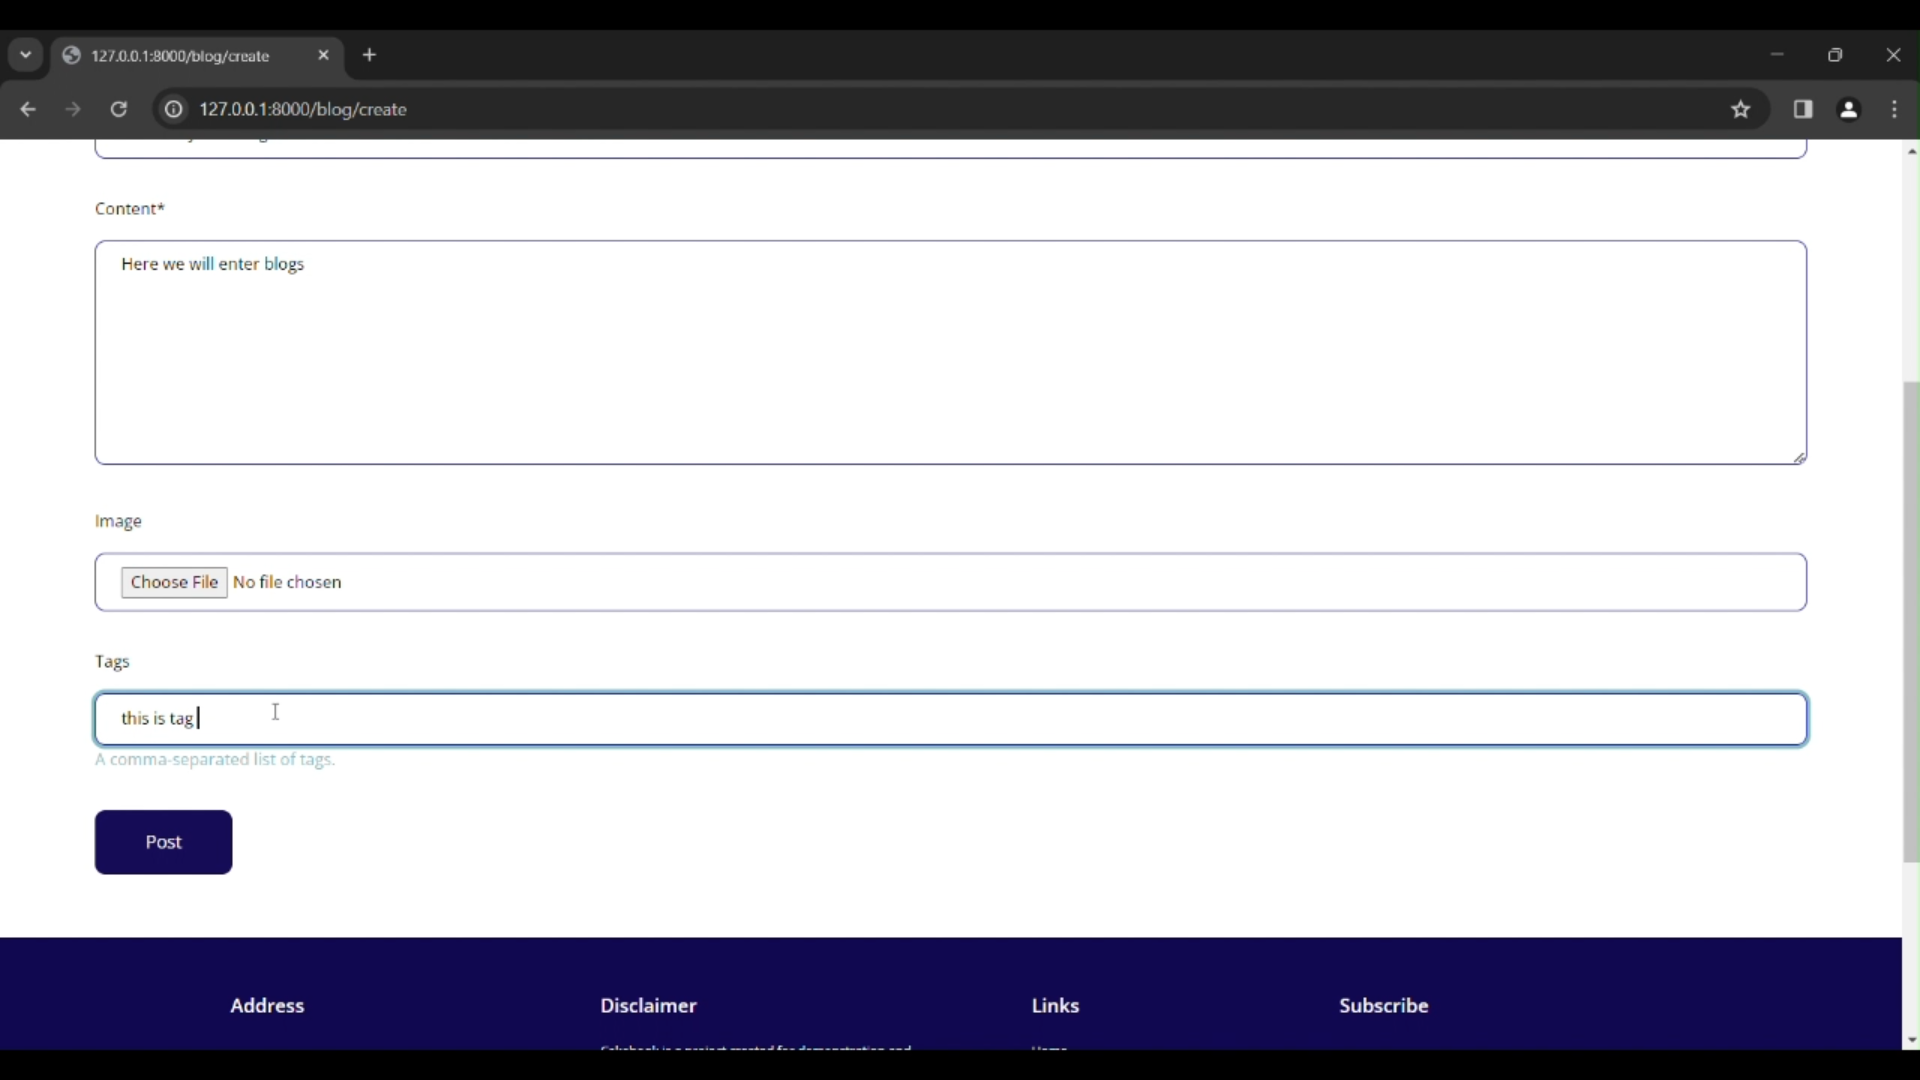 127.0.0.1:8000/blog/create
127.0.0.1:8000/blog/create
Content*
Here we will enter blogs
Image
Choose File No file chosen
Tags
this is tag
A comma-separated list of tags.
Post
Address Disclaimer Links Subscribe